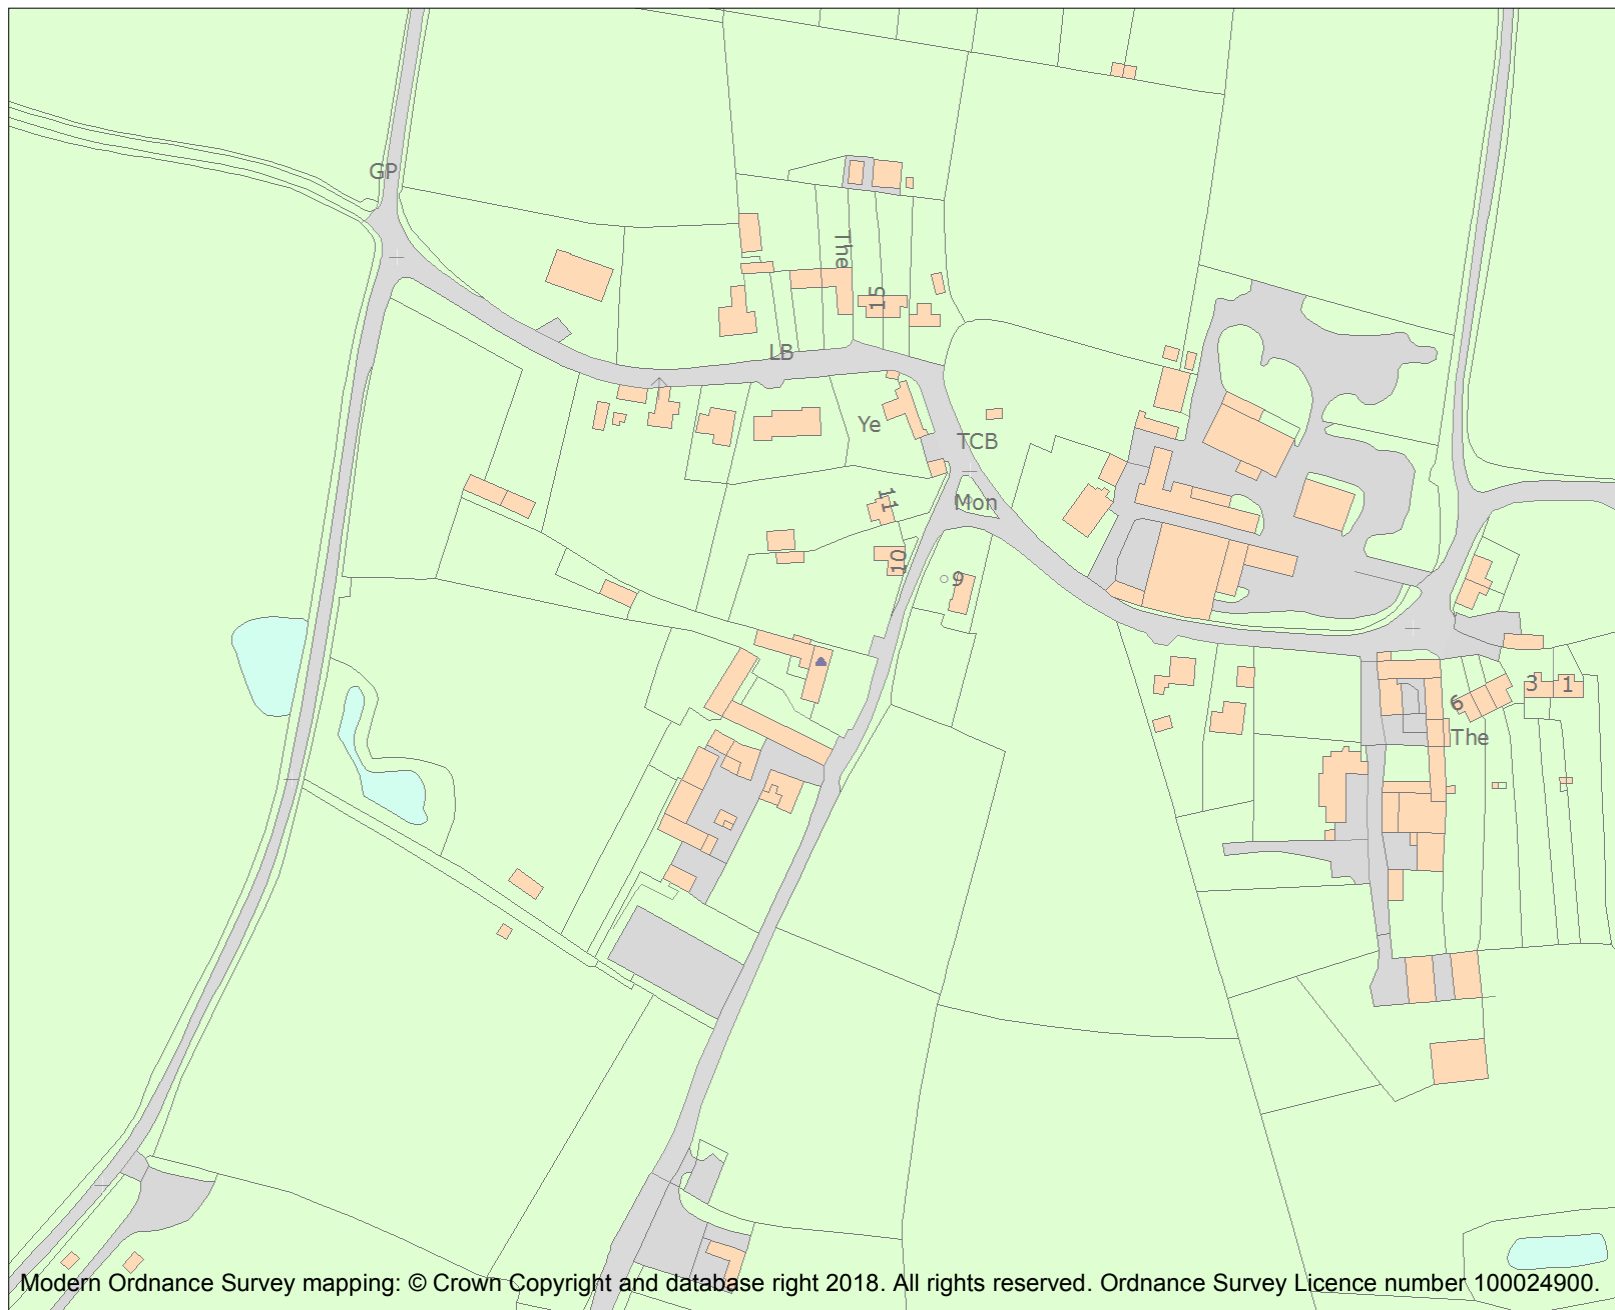 GP
The
15
LB
Ye
TCB
11
Mon
10
9
3
1
6
The
Modern Ordnance Survey mapping: © Crown Copyright and database right 2018. All rights reserved. Ordnance Survey Licence number 100024900.